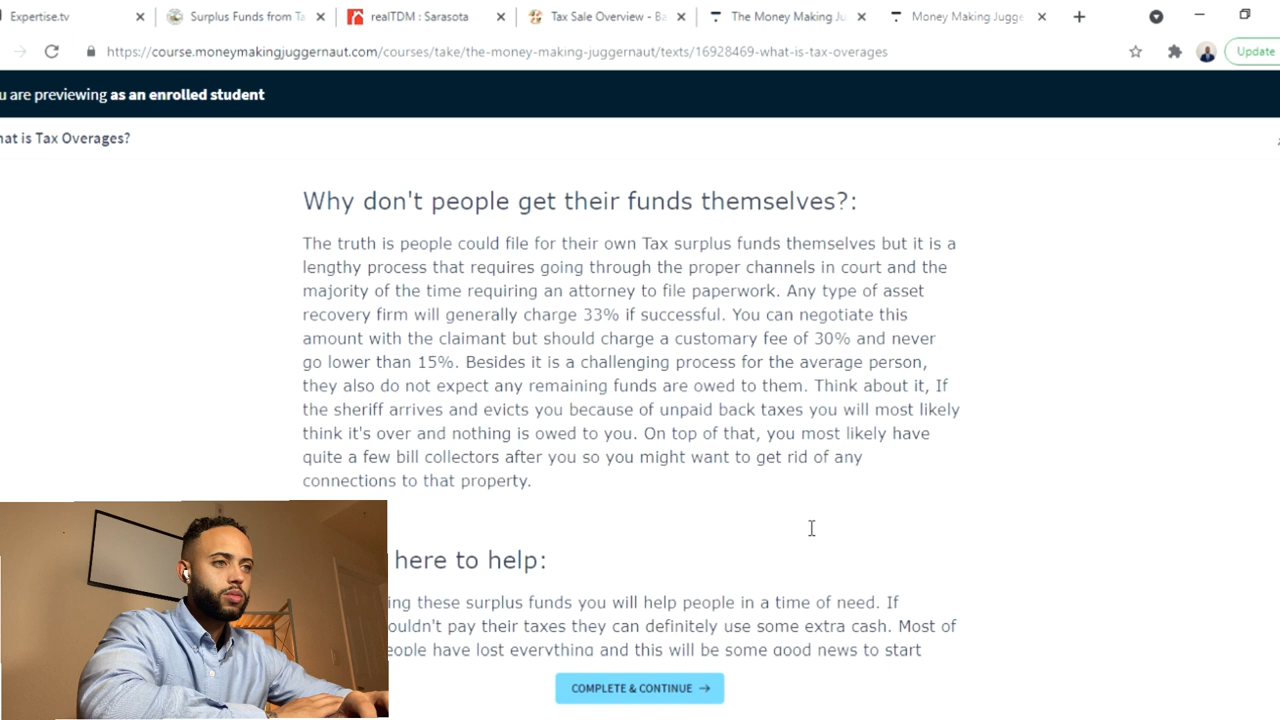 Expertise.tv
Surplus Funds from Ta
realTDM : Sarasota
Tax Sale Overview - Ba
The Money Making Ju
Money Making Jugge
https://course.moneymakingjuggernaut.com/courses/take/the-money-making-juggernaut/texts/16928469-what-is-tax-overages
Update
u are previewing as an enrolled student
hat is Tax Overages?
Why don't people get their funds themselves?:
The truth is people could file for their own Tax surplus funds themselves but it is a
lengthy process that requires going through the proper channels in court and the
majority of the time requiring an attorney to file paperwork. Any type of asset
recovery firm will generally charge 33% if successful. You can negotiate this
amount with the claimant but should charge a customary fee of 30% and never
go lower than 15%. Besides it is a challenging process for the average person,
they also do not expect any remaining funds are owed to them. Think about it, If
the sheriff arrives and evicts you because of unpaid back taxes you will most likely
think it's over and nothing is owed to you. On top of that, you most likely have
quite a few bill collectors after you so you might want to get rid of any
connections to that property.
here to help:
ing these surplus funds you will help people in a time of need. If
ouldn't pay their taxes they can definitely use some extra cash. Most of
eople have lost everything and this will be some good news to start
COMPLETE & CONTINUE →